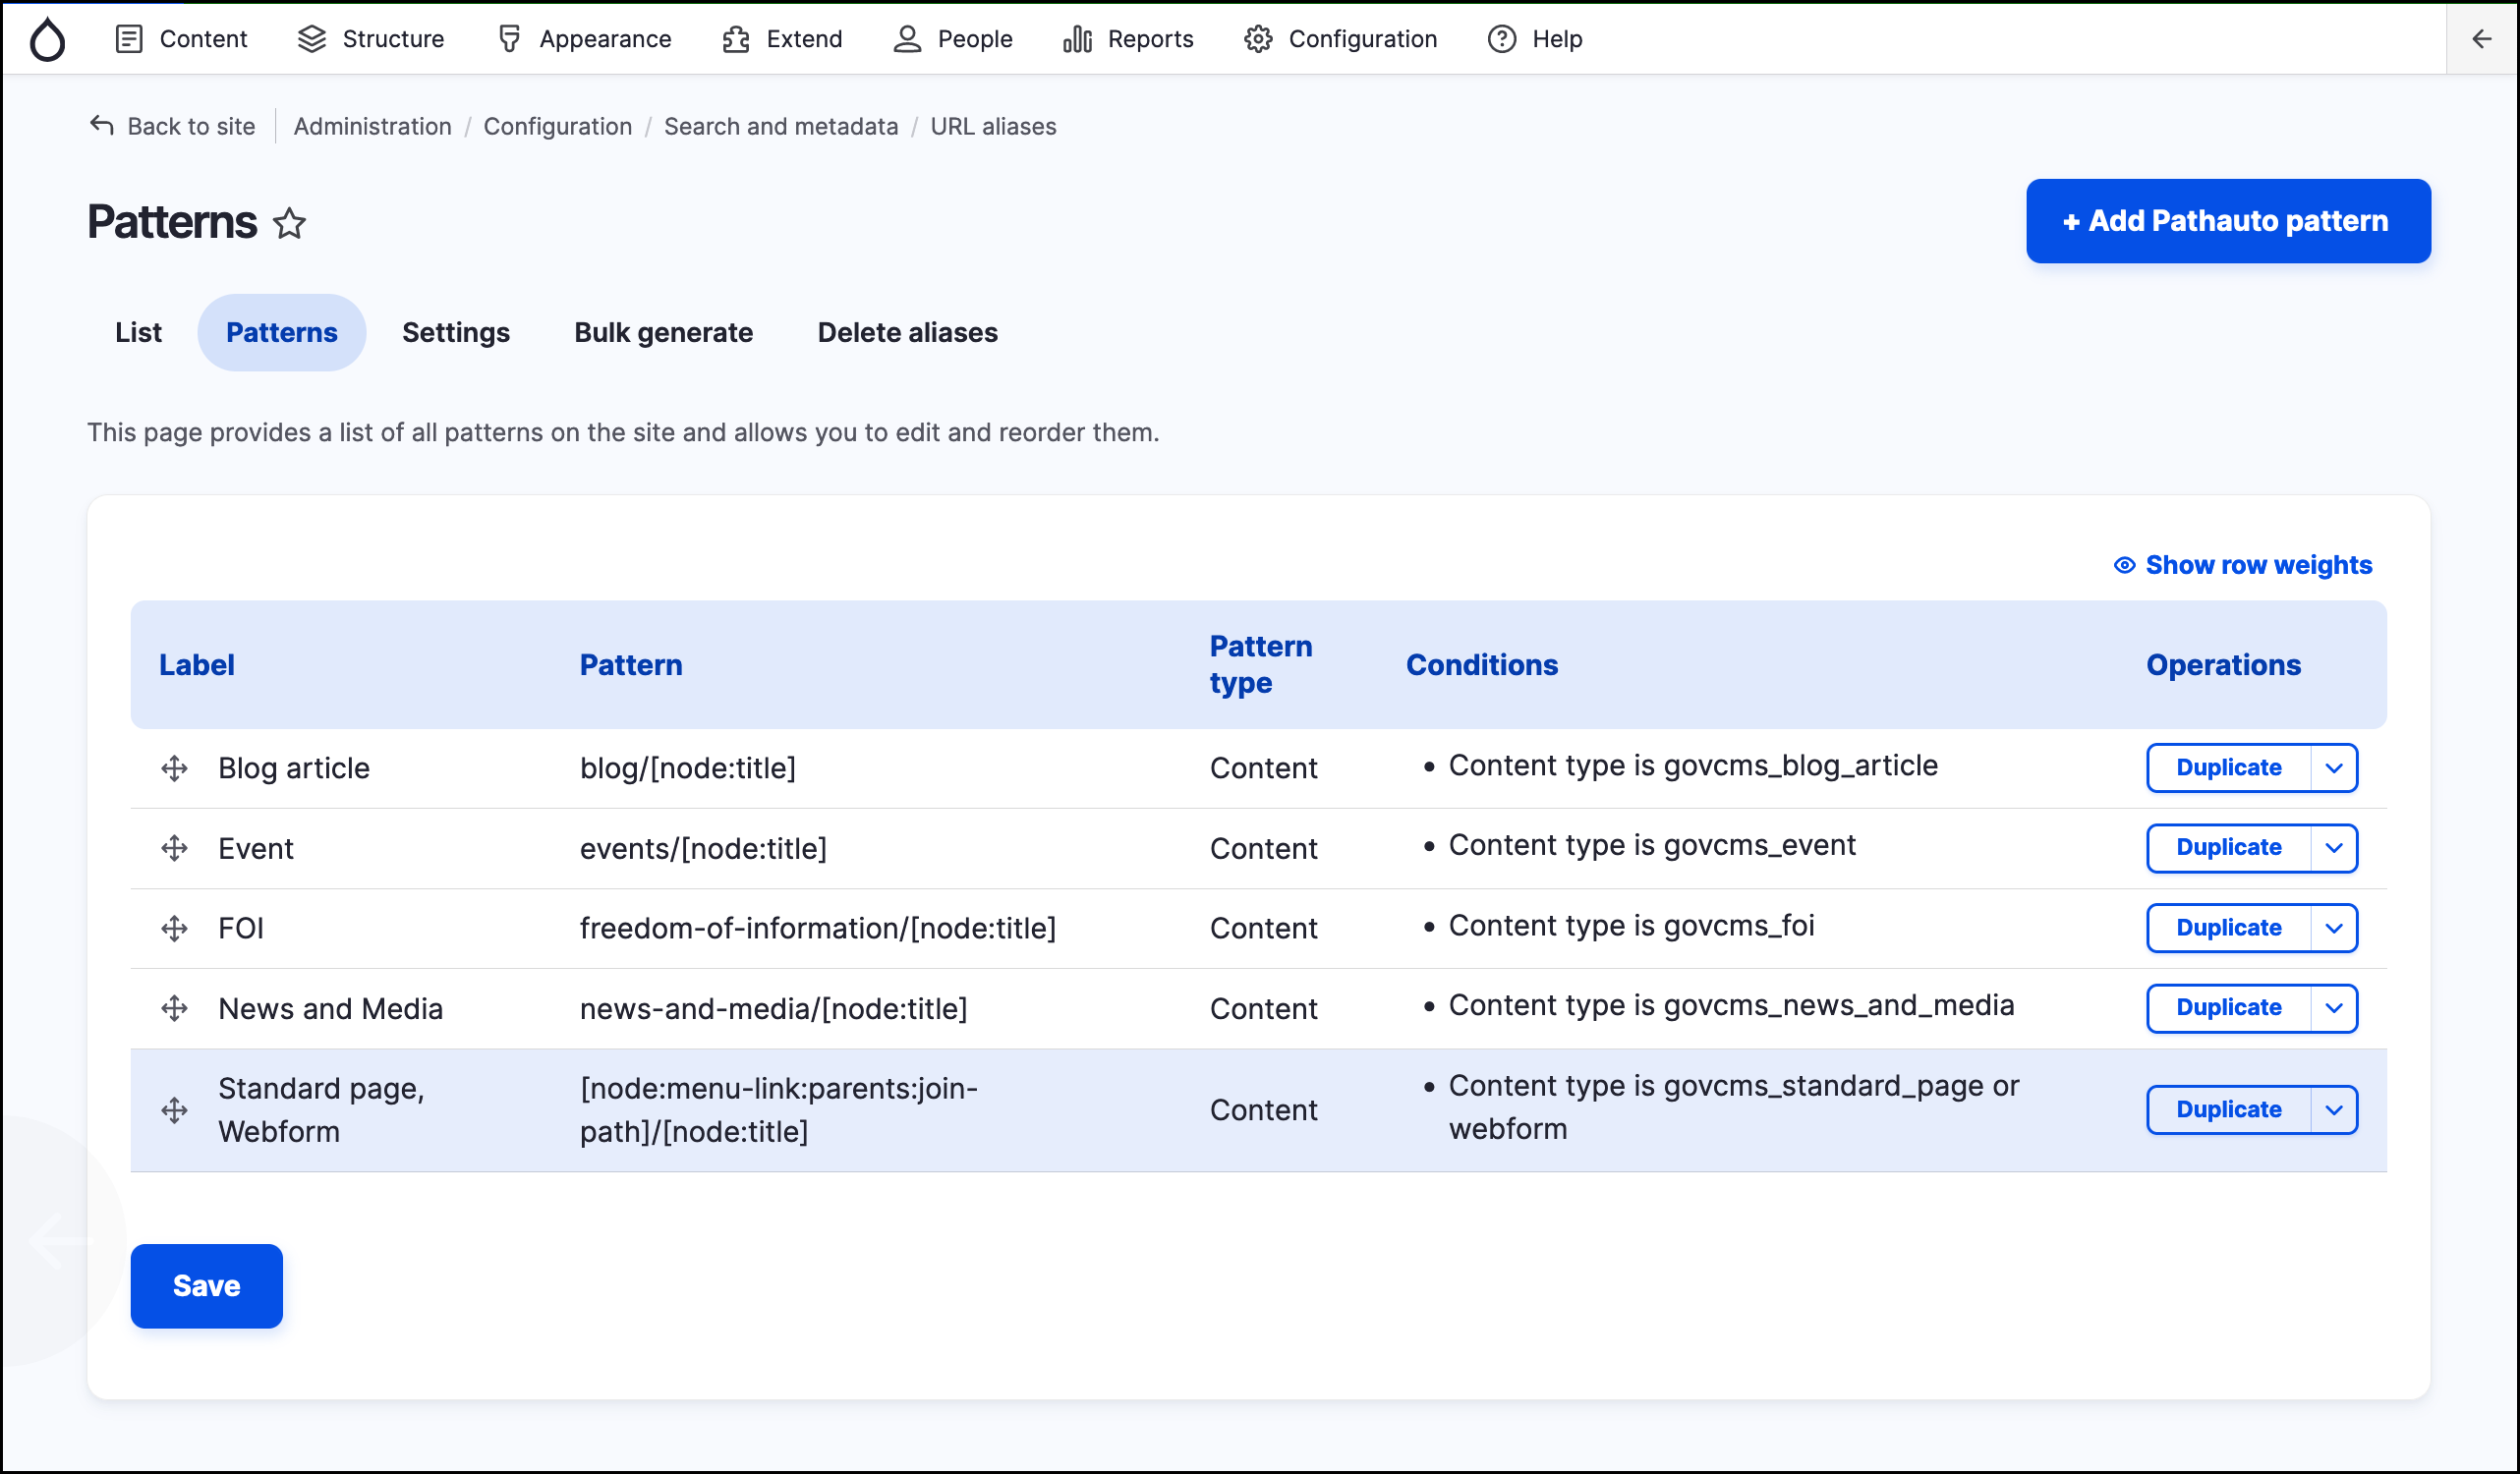 Content Structure Appearance Extend People Reports Configuration Help
Back to site Administration / Configuration / Search and metadata / URL aliases
Patterns
+ Add Pathauto pattern
List Patterns Settings Bulk generate Delete aliases
This page provides a list of all patterns on the site and allows you to edit and reorder them.
Show row weights
Label Pattern Pattern type Conditions Operations
Blog article blog/[node:title] Content • Content type is govcms_blog_article Duplicate
Event events/[node:title] Content • Content type is govcms_event Duplicate
FOI freedom-of-information/[node:title] Content • Content type is govcms_foi Duplicate
News and Media news-and-media/[node:title] Content • Content type is govcms_news_and_media Duplicate
Standard page, [node:menu-link:parents:join- Content • Content type is govcms_standard_page or Duplicate
Webform path]/[node:title] webform
Save